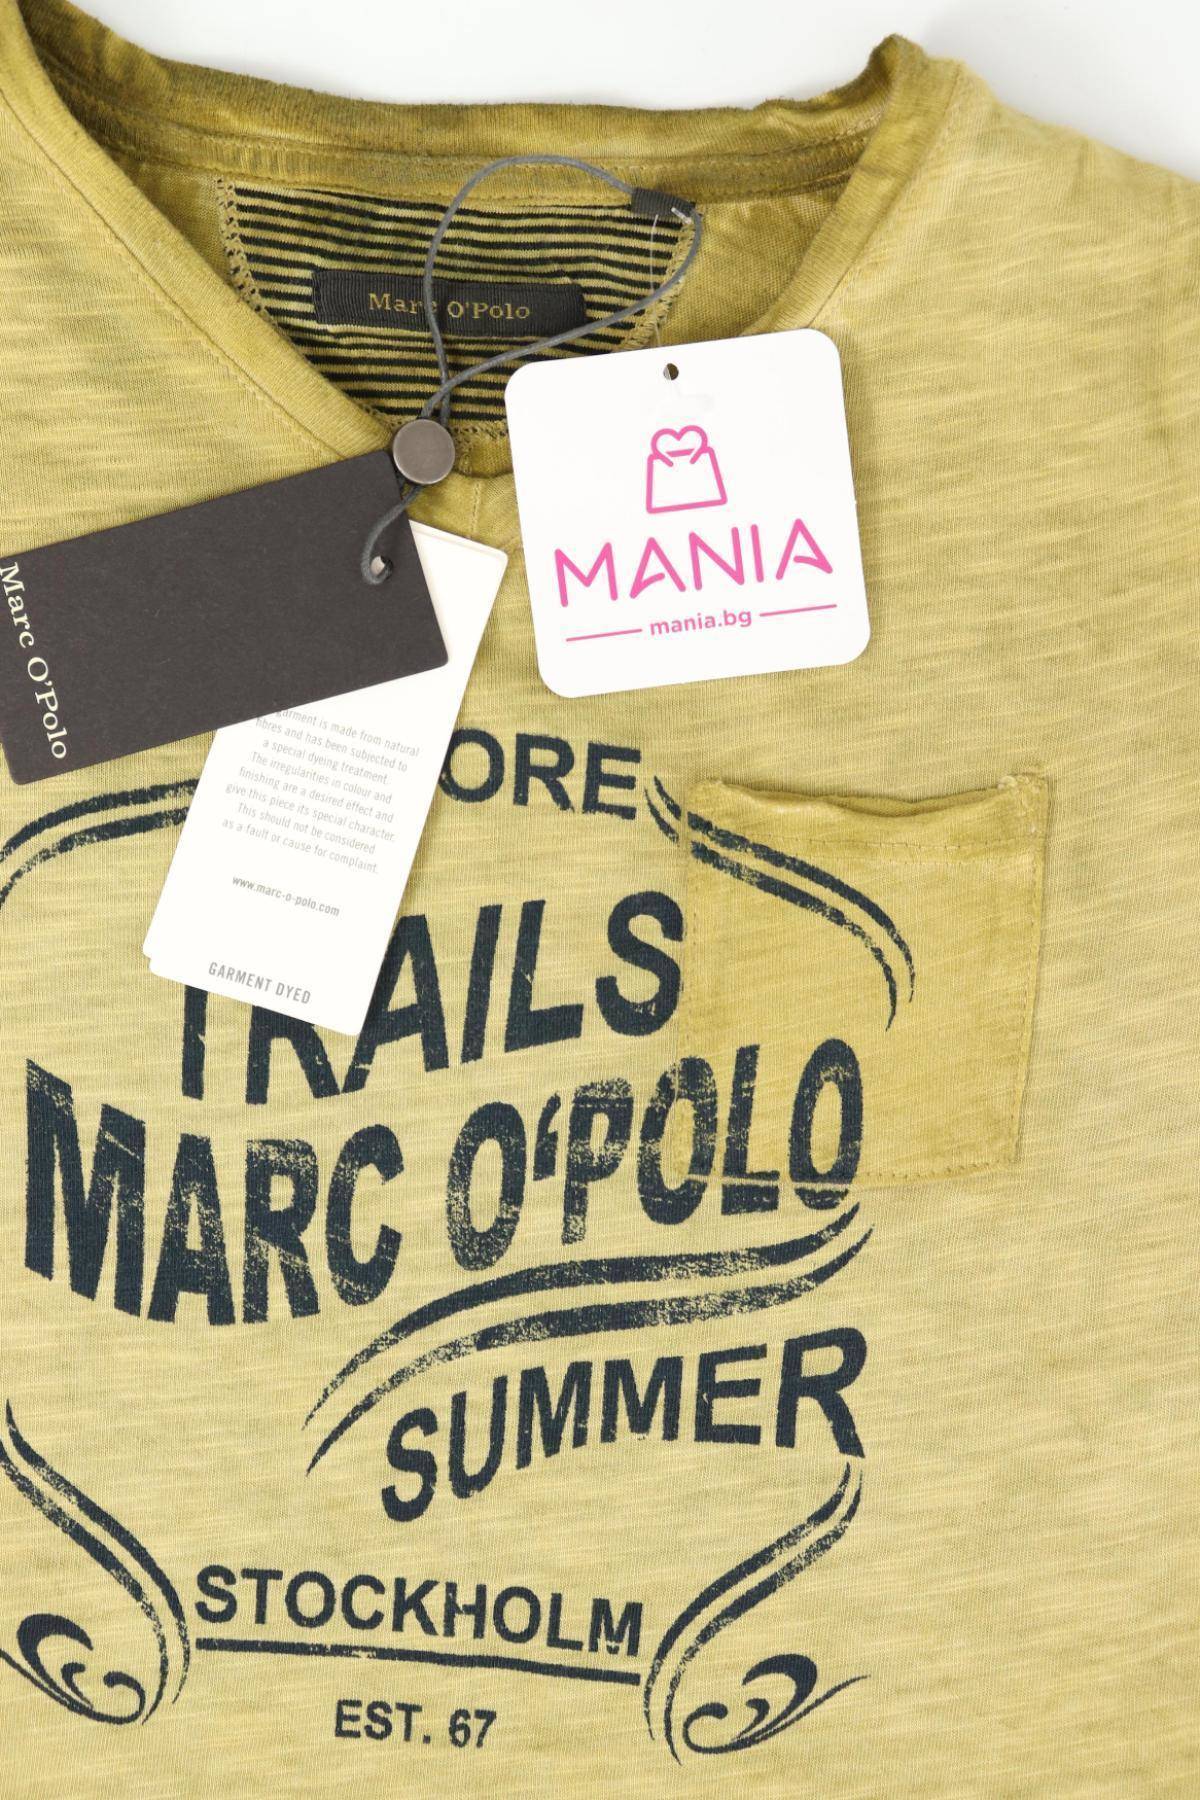 Marc O'Polo
MANIA
mania.bg
Marc O'Polo
garment is made from natural
fibres and has been subjected to
a special dyeing treatment.
The irregularities in colour and
finishing are a desired effect and
give this piece its special character.
This should not be considered
as a fault or cause for complaint.
www.marc-o-polo.com
GARMENT DYED
ORE
TRAILS
MARC O'POLO
SUMMER
STOCKHOLM
EST. 67